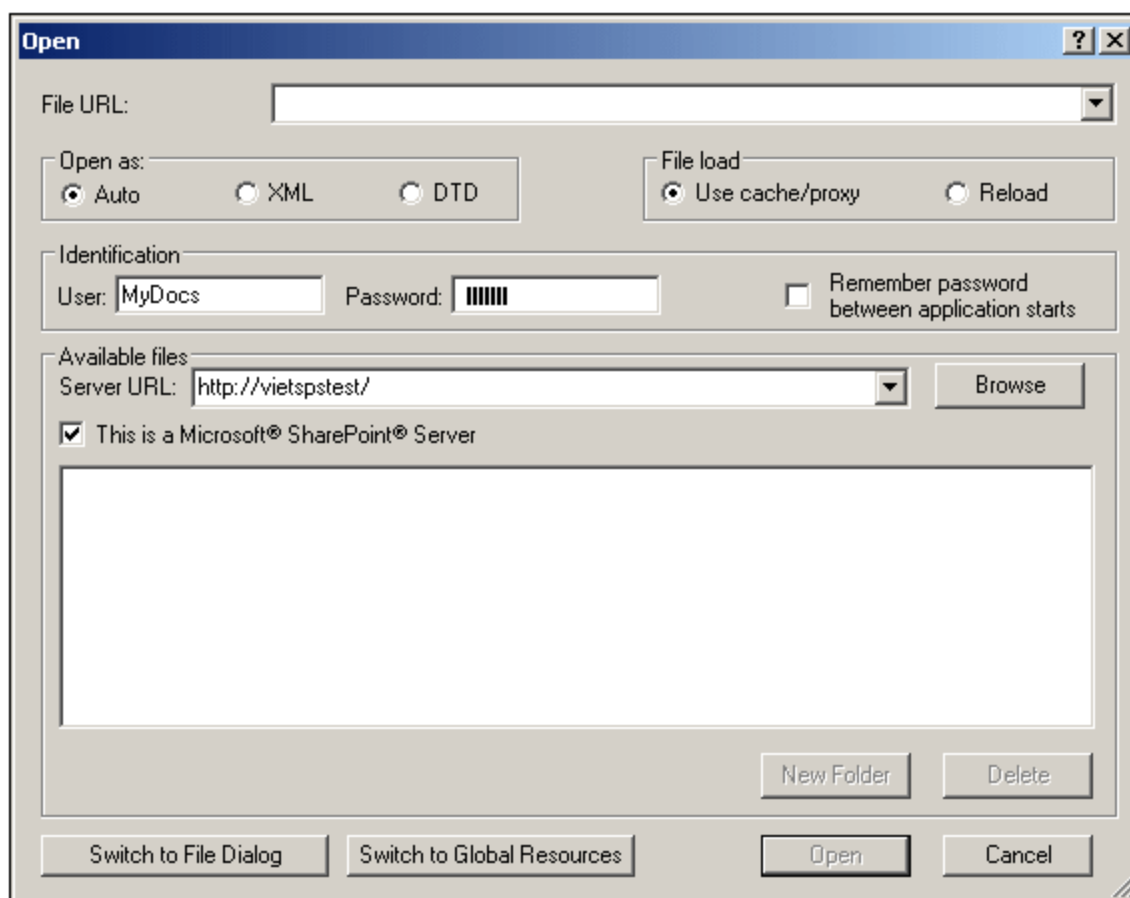 Open
File URL:
Open as:
File load
Auto XML DTD
Use cache/proxy Reload
Identification
User: MyDocs Password:
Remember password
between application starts
Available files
Server URL: http://vietspstest/ Browse
This is a Microsoft® SharePoint® Server
New Folder Delete
Switch to File Dialog Switch to Global Resources Open Cancel